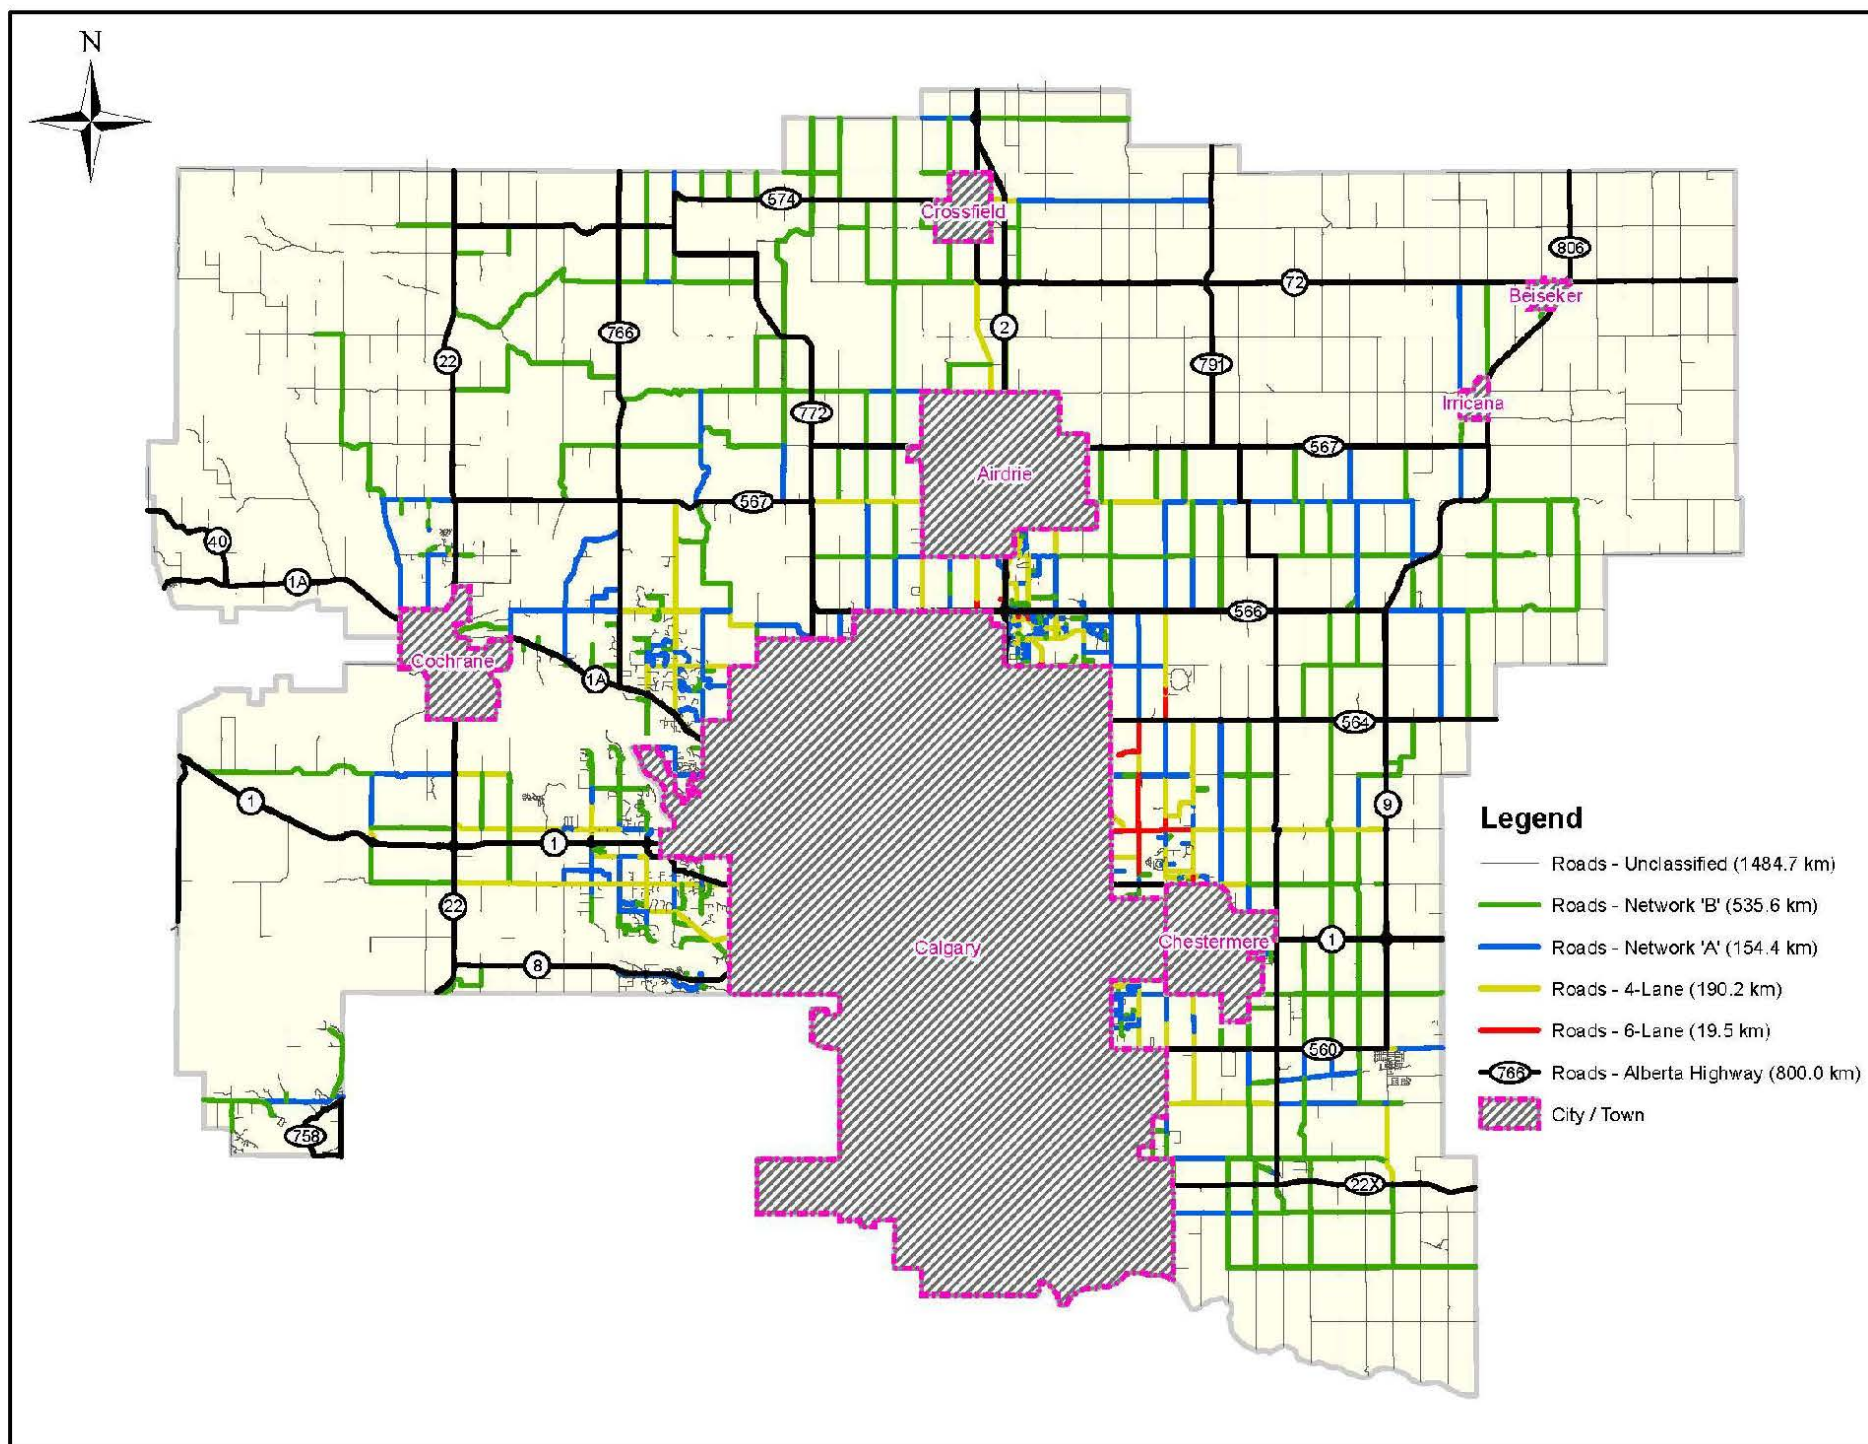 N
574
Crossfield
806
72
Beiseker
766
2
22
791
772
Irricana
567
Airdrie
567
40
1A
566
Cochrane
1A
564
1
9
1
22
Calgary
Chestermere
1
8
560
758
22X
Legend
Roads - Unclassified (1484.7 km)
Roads - Network 'B' (535.6 km)
Roads - Network 'A' (154.4 km)
Roads - 4-Lane (190.2 km)
Roads - 6-Lane (19.5 km)
766 Roads - Alberta Highway (800.0 km)
City / Town